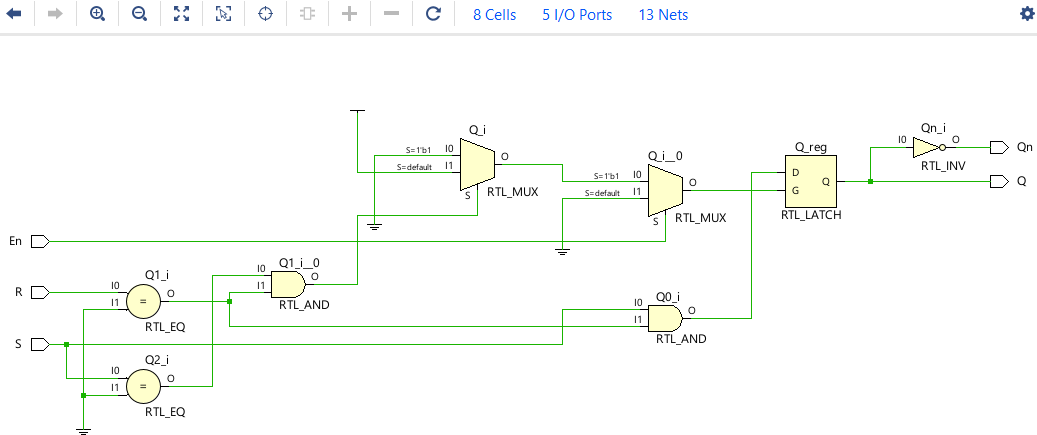 8 Cells 5 I/O Ports 13 Nets
Q_i
S=1'b1 I0
S=default I1
O
S
RTL_MUX
Q_i__0
S=1'b1 I0
S=default I1
O
S
RTL_MUX
Q_reg
D
G
Q
RTL_LATCH
Qn_i
I0 O
RTL_INV
Qn
Q
En
R
S
Q1_i
I0
I1
O
=
RTL_EQ
Q1_i__0
I0
I1
O
RTL_AND
Q0_i
I0
I1
O
RTL_AND
Q2_i
I0
I1
O
=
RTL_EQ